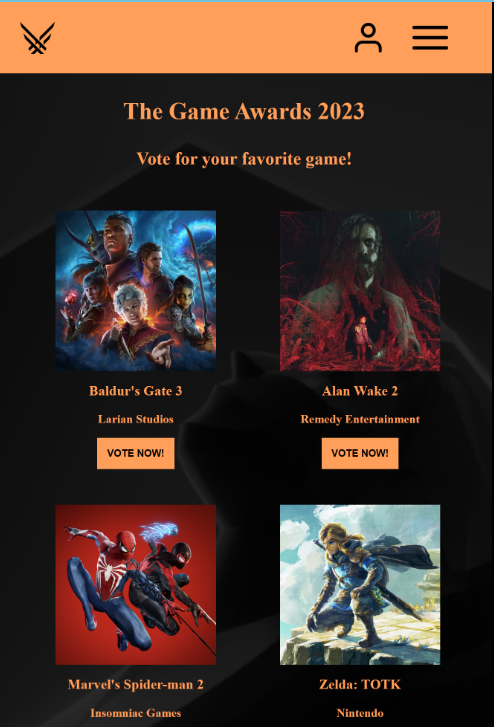 The Game Awards 2023
Vote for your favorite game!
Baldur's Gate 3
Larian Studios
VOTE NOW!
Alan Wake 2
Remedy Entertainment
VOTE NOW!
Marvel's Spider-man 2
Insomniac Games
Zelda: TOTK
Nintendo